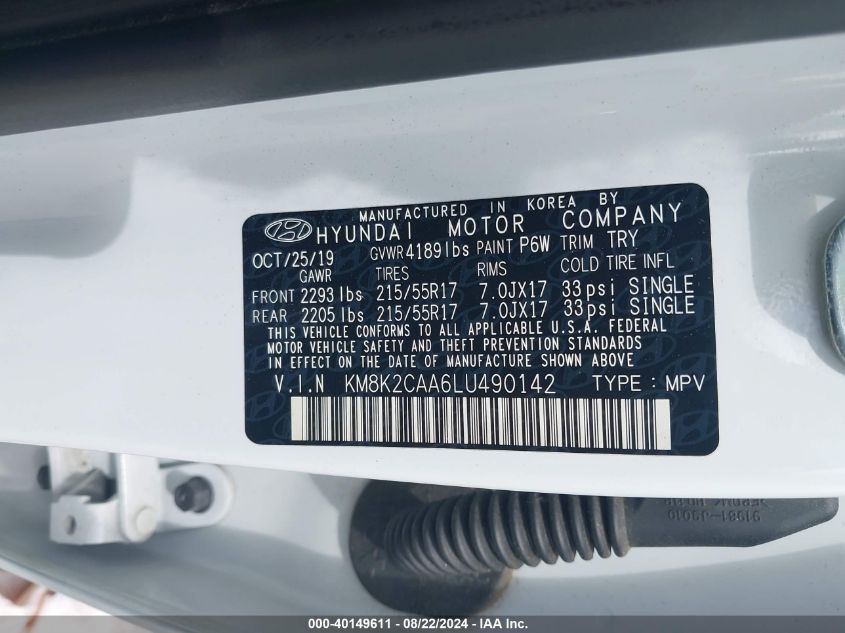 MANUFACTURED IN KOREA BY
HYUNDAI MOTOR COMPANY
OCT/25/19 GVWR 4189 lbs PAINT P6W TRIM TRY
GAWR TIRES RIMS COLD TIRE INFL
FRONT 2293 lbs 215/55R17 7.0JX17 33psi SINGLE
REAR 2205 lbs 215/55R17 7.0JX17 33psi SINGLE
THIS VEHICLE CONFORMS TO ALL APPLICABLE U.S.A. FEDERAL
MOTOR VEHICLE SAFETY AND THEFT PREVENTION STANDARDS
IN EFFECT ON THE DATE OF MANUFACTURE SHOWN ABOVE
V.I.N KM8K2CAA6LU490142 TYPE : MPV
91981-J9010
000-40149611 - 08/22/2024 - IAA Inc.